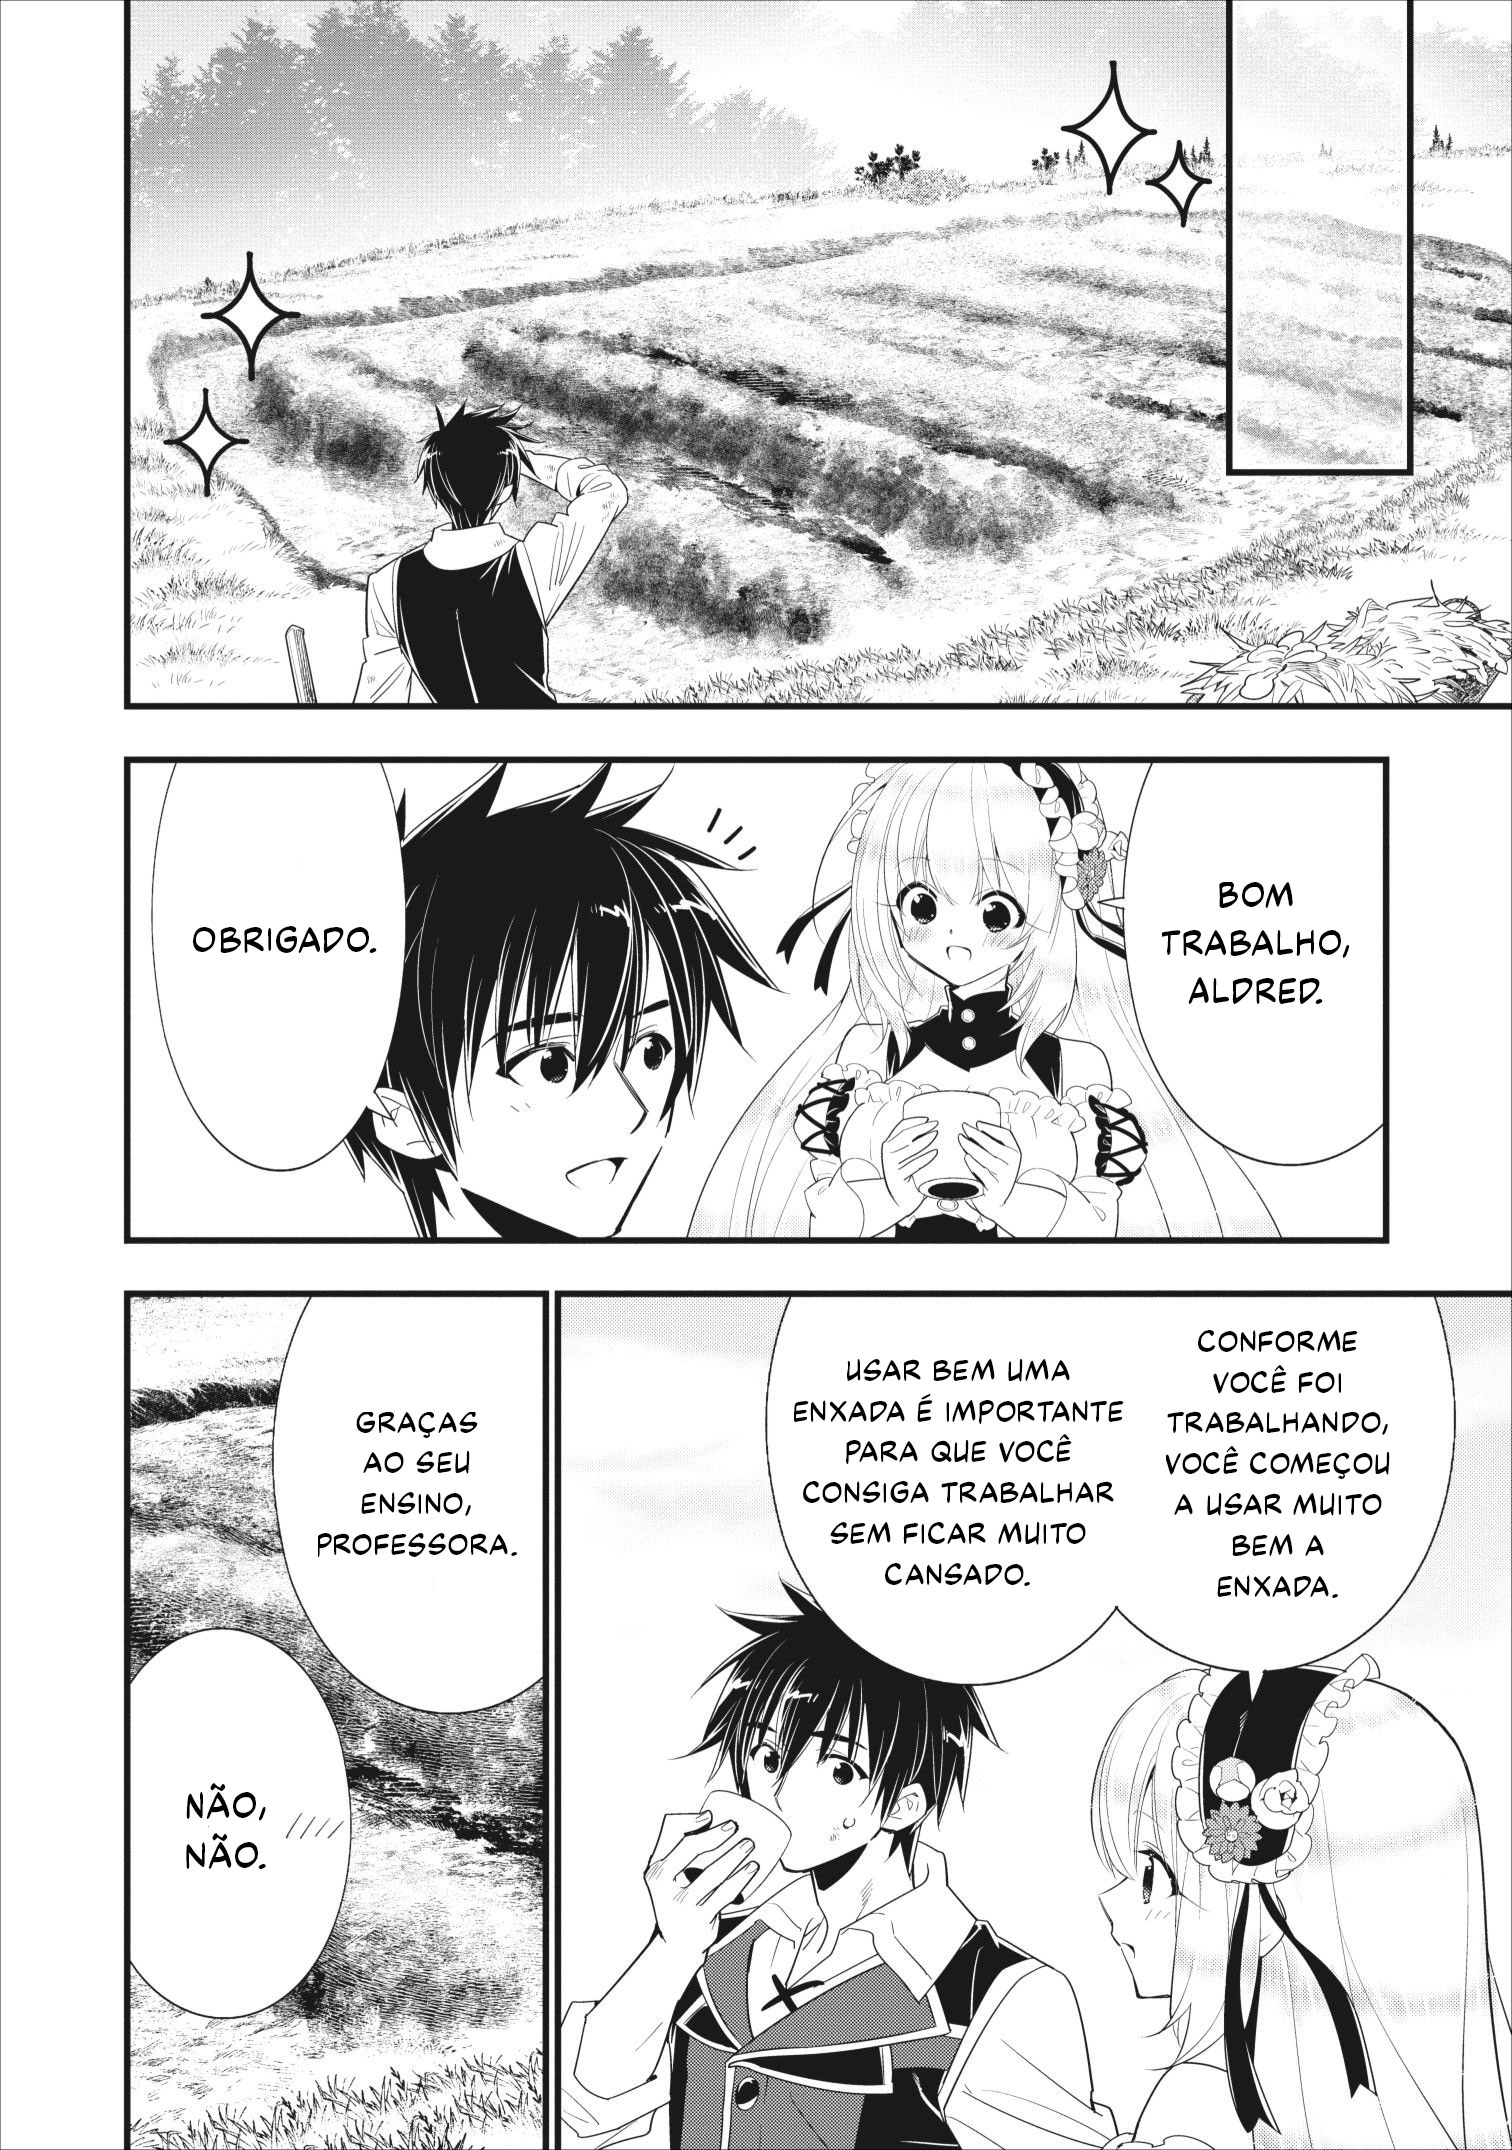 BOM
TRABALHO,
ALDRED.
OBRIGADO.
CONFORME
VOCÊ FOI
TRABALHANDO,
VOCÊ COMEÇOU
A USAR MUITO
BEM A
ENXADA.
USAR BEM UMA
ENXADA É IMPORTANTE
PARA QUE VOCÊ
CONSIGA TRABALHAR
SEM FICAR MUITO
CANSADO.
GRAÇAS
AO SEU
ENSINO,
PROFESSORA.
NÃO,
NÃO.